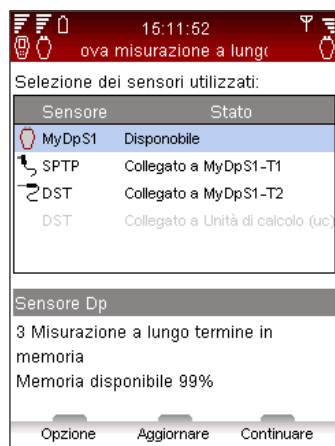 15:11:52
ova misurazione a lung
Selezione dei sensori utilizzati:
Sensore Stato
MyDpS1 Disponobile
SPTP Collegato a MyDpS1-T1
DST Collegato a MyDpS1-T2
DST Collegato a Unità di calcolo (uc)
Sensore Dp
3 Misurazione a lungo termine in
memoria
Memoria disponibile 99%
Opzione Aggiornare Continuare